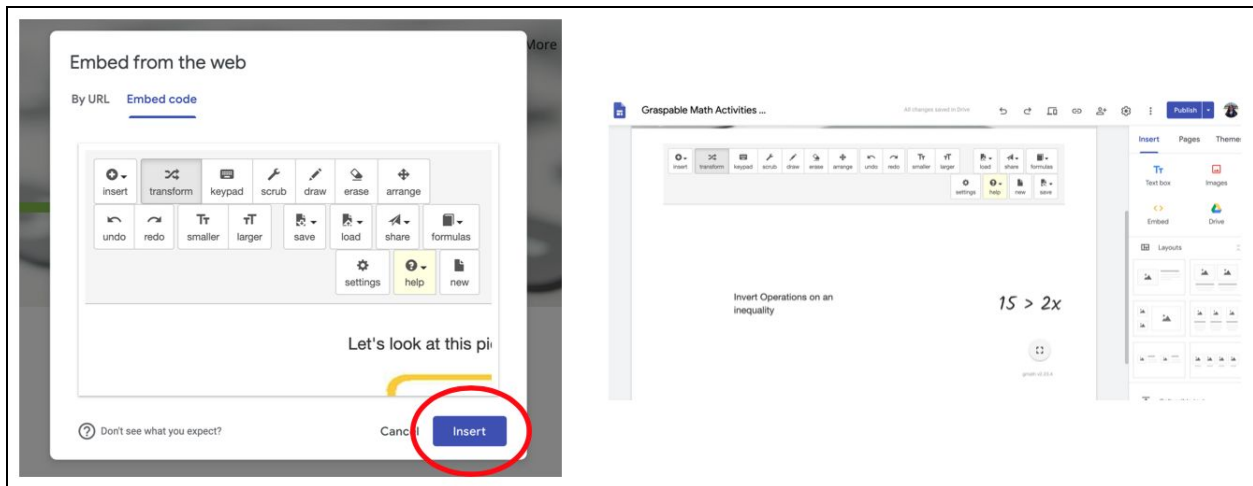 More
Embed from the web
By URL Embed code
insert transform keypad scrub draw erase arrange
undo redo smaller larger save load share formulas
settings help new
Let's look at this pi
Don't see what you expect?
Cancel Insert
Graspable Math Activities ...
All changes saved in Drive
Publish
insert transform keypad scrub draw erase arrange undo redo smaller larger load share formulas
settings help new save
Invert Operations on an
inequality
15 > 2x
Insert Pages Theme
Text box Images
Embed Drive
Layouts